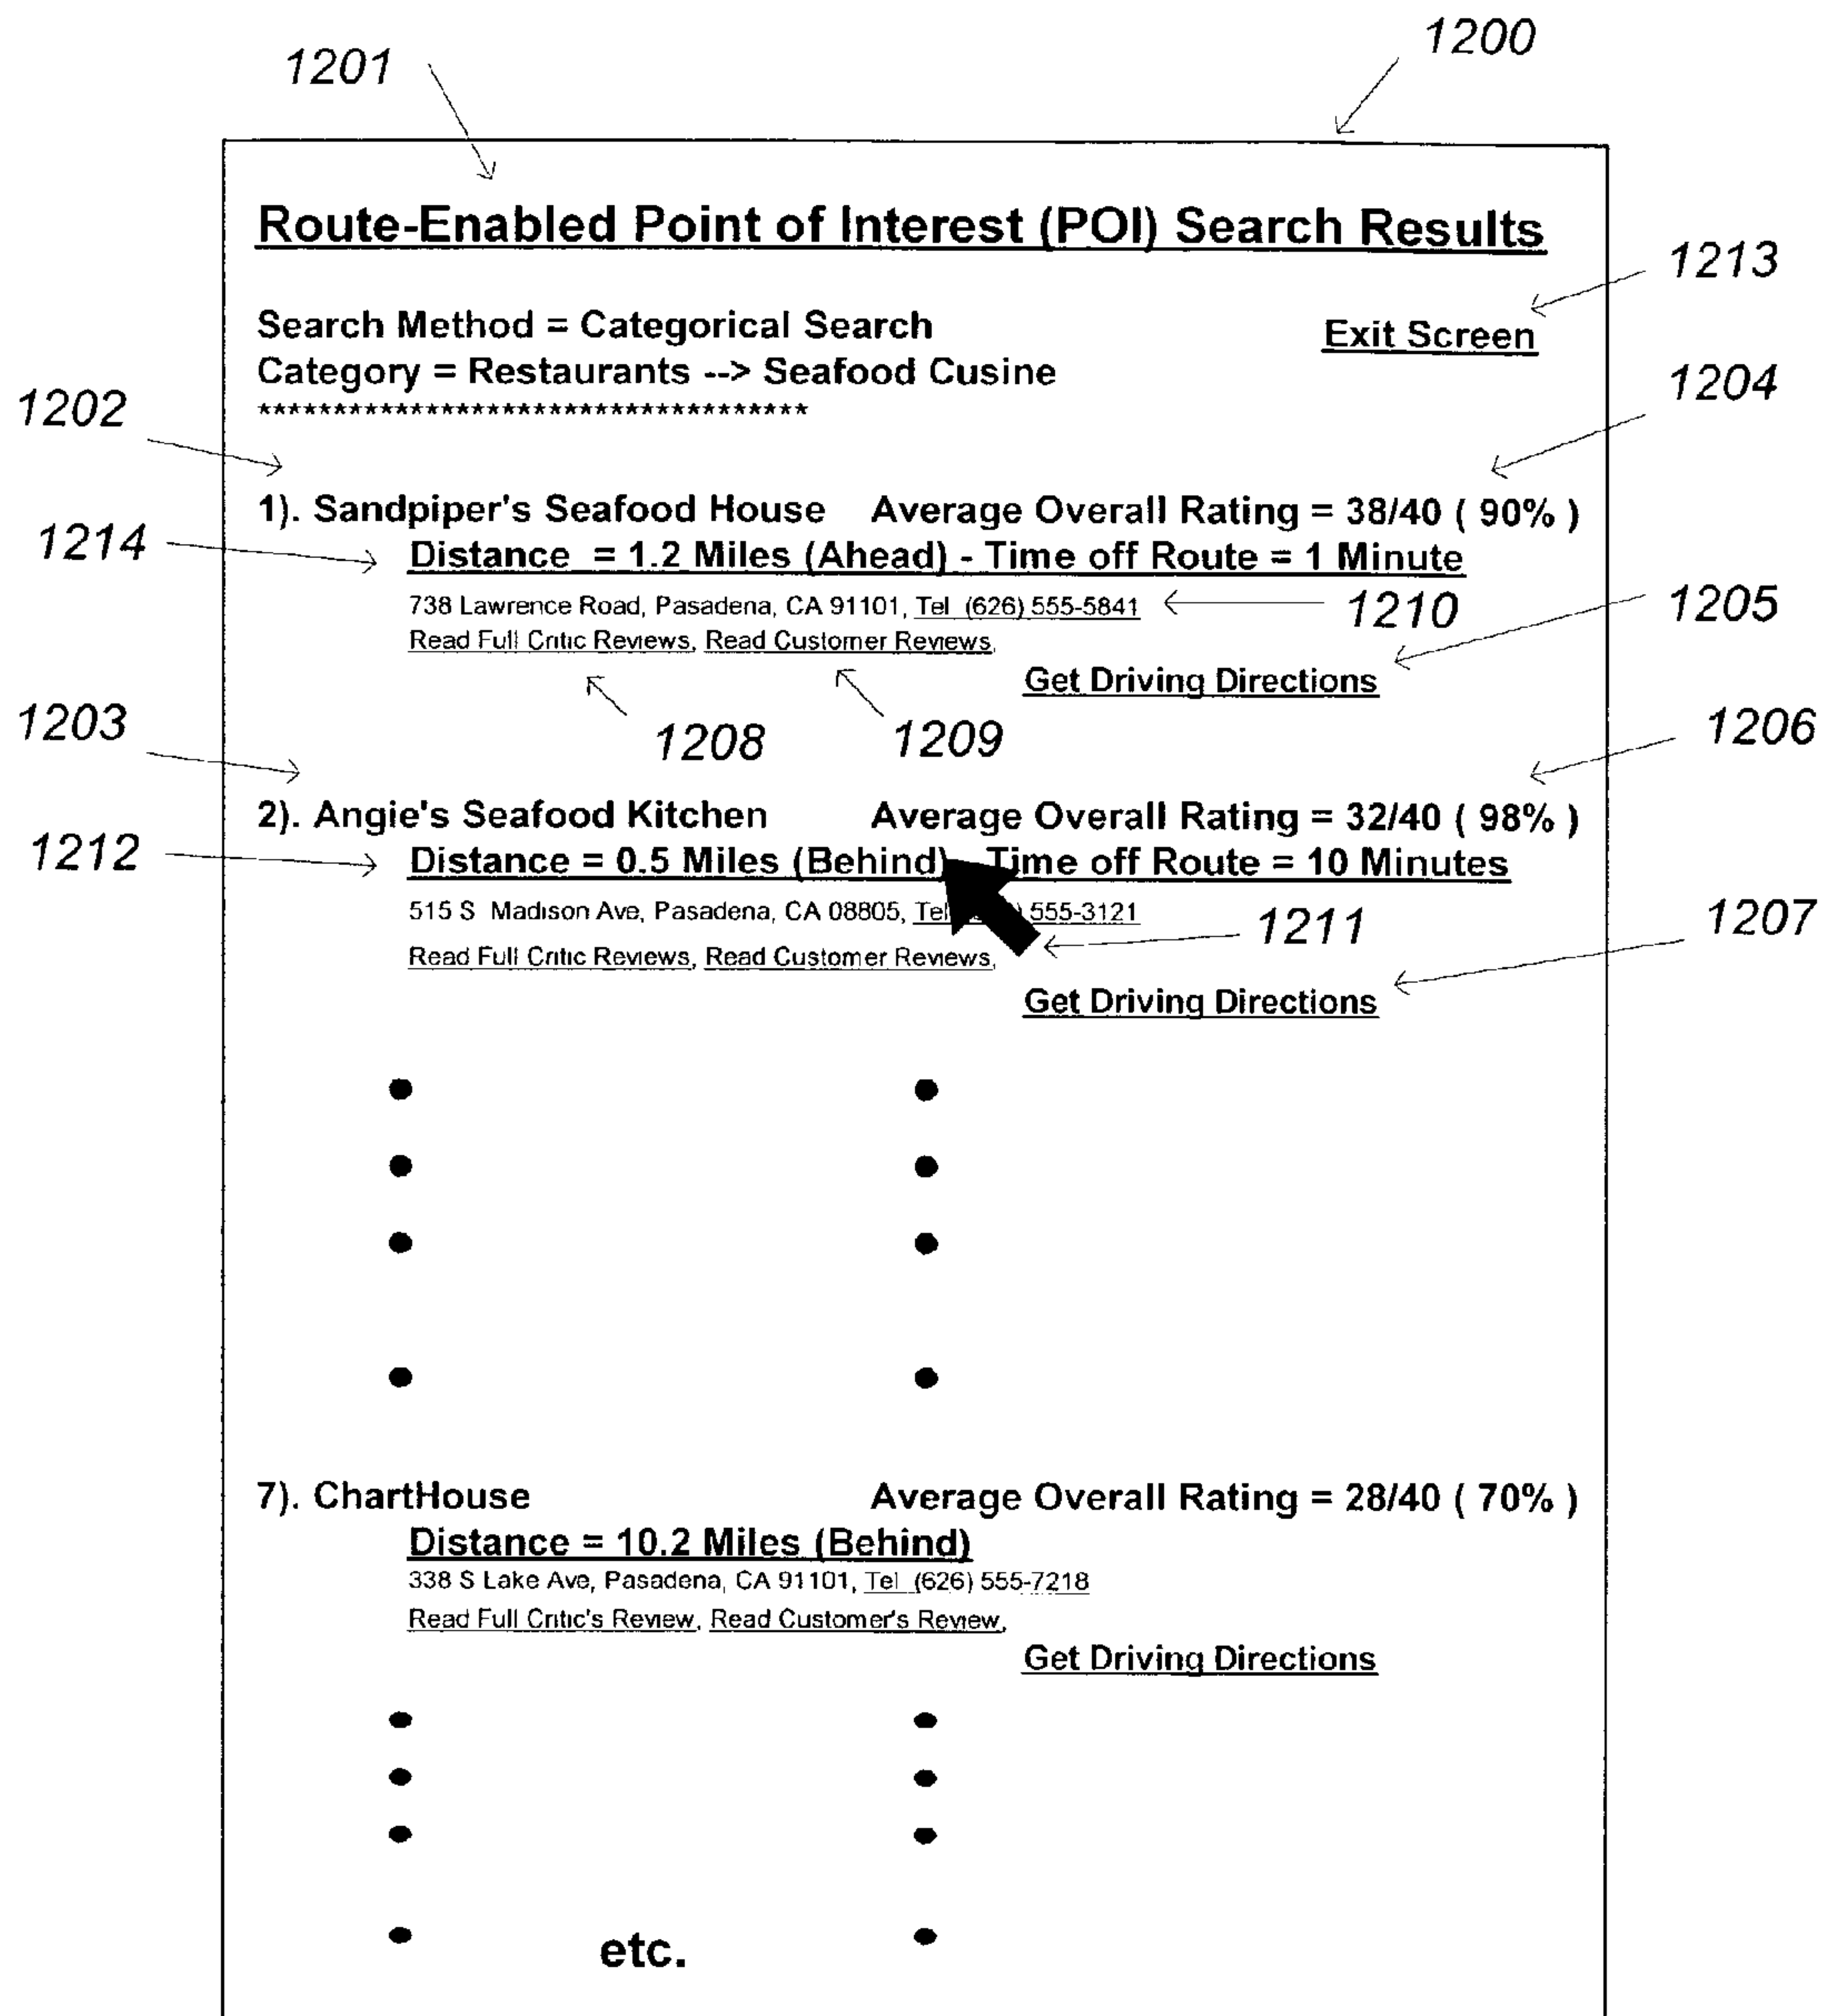 1201
1200
Route-Enabled Point of Interest (POI) Search Results
1213
Search Method = Categorical Search
Exit Screen
Category = Restaurants --> Seafood Cusine
1204
1202
************************************
1). Sandpiper's Seafood House Average Overall Rating = 38/40 ( 90% )
1214
Distance = 1.2 Miles (Ahead) - Time off Route = 1 Minute
738 Lawrence Road, Pasadena, CA 91101, Tel (626) 555-5841
1210
1205
Read Full Critic Reviews, Read Customer Reviews,
Get Driving Directions
1203
1208
1209
1206
2). Angie's Seafood Kitchen Average Overall Rating = 32/40 ( 98% )
1212
Distance = 0.5 Miles (Behind) Time off Route = 10 Minutes
515 S Madison Ave, Pasadena, CA 08805, Tel 555-3121
1211
1207
Read Full Critic Reviews, Read Customer Reviews,
Get Driving Directions
7). ChartHouse Average Overall Rating = 28/40 ( 70% )
Distance = 10.2 Miles (Behind)
338 S Lake Ave, Pasadena, CA 91101, Tel (626) 555-7218
Read Full Critic's Review, Read Customer's Review,
Get Driving Directions
etc.